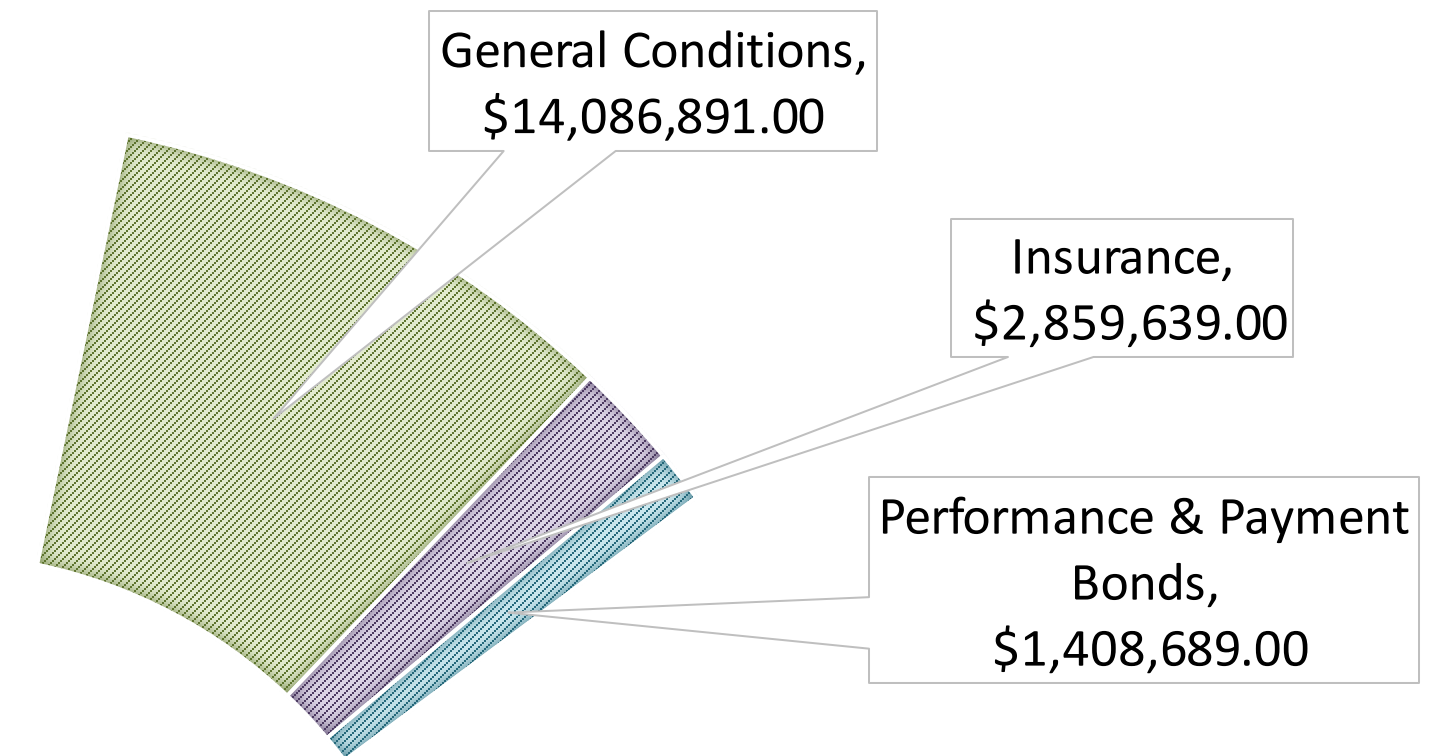 General Conditions,
$14,086,891.00
Insurance,
$2,859,639.00
Performance & Payment
Bonds,
$1,408,689.00